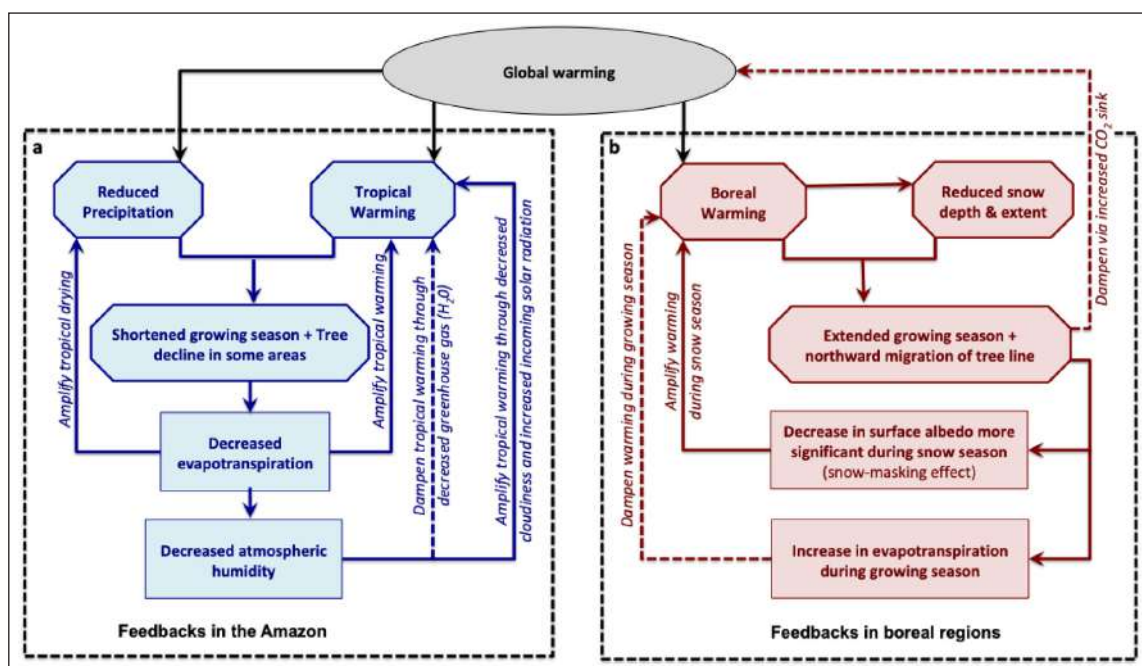 Global warming
a
Reduced
Precipitation
Tropical
Warming
Amplify tropical drying
Shortened growing season + Tree
decline in some areas
Amplify tropical warming
Dampen tropical warming through
decreased greenhouse gas (H₂0)
Amplify tropical warming through decreased
cloudiness and increased incoming solar radiation
Decreased
evapotranspiration
Decreased atmospheric
humidity
Feedbacks in the Amazon
b
Boreal
Warming
Reduced snow
depth & extent
Dampen via increased CO₂ sink
Dampen warming during growing season
Amplify warming
during snow season
Extended growing season +
northward migration of tree line
Decrease in surface albedo more
significant during snow season
(snow-masking effect)
Increase in evapotranspiration
during growing season
Feedbacks in boreal regions